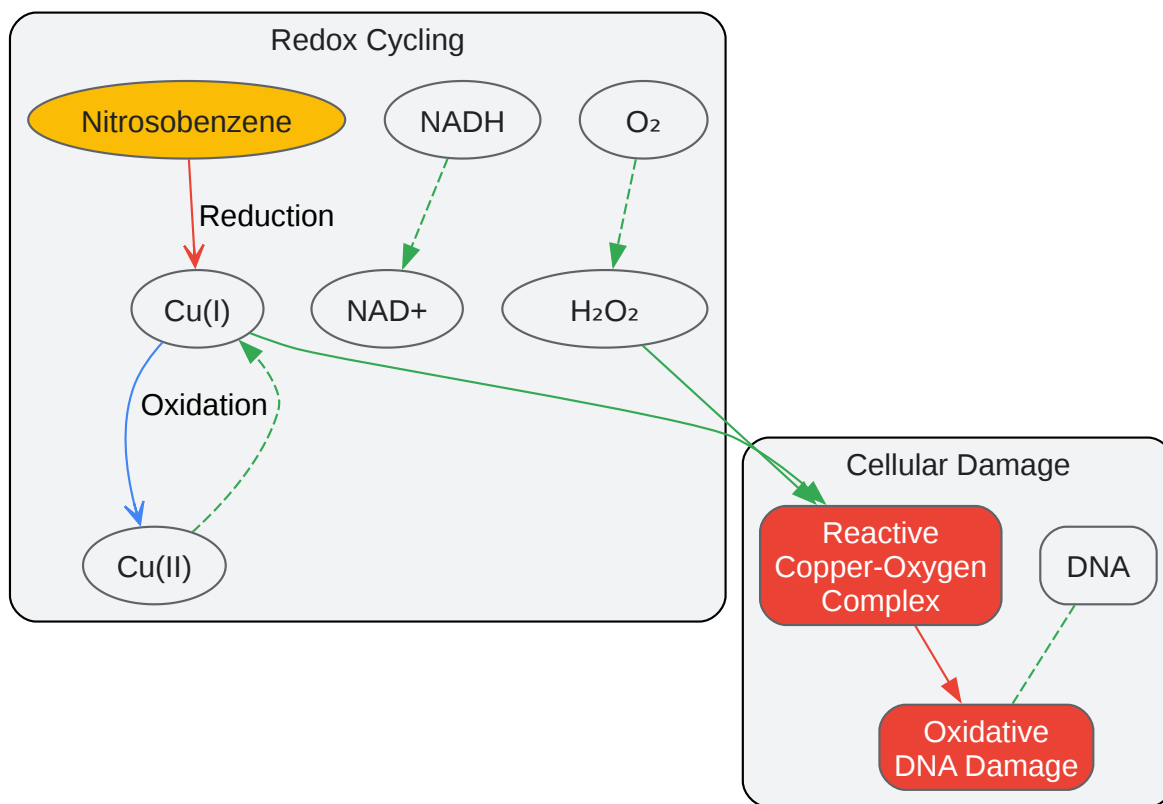 Redox Cycling
Nitrosobenzene
NADH
O₂
Reduction
Cu(I)
NAD+
H₂O₂
Oxidation
Cu(II)
Cellular Damage
Reactive
Copper-Oxygen
Complex
DNA
Oxidative
DNA Damage